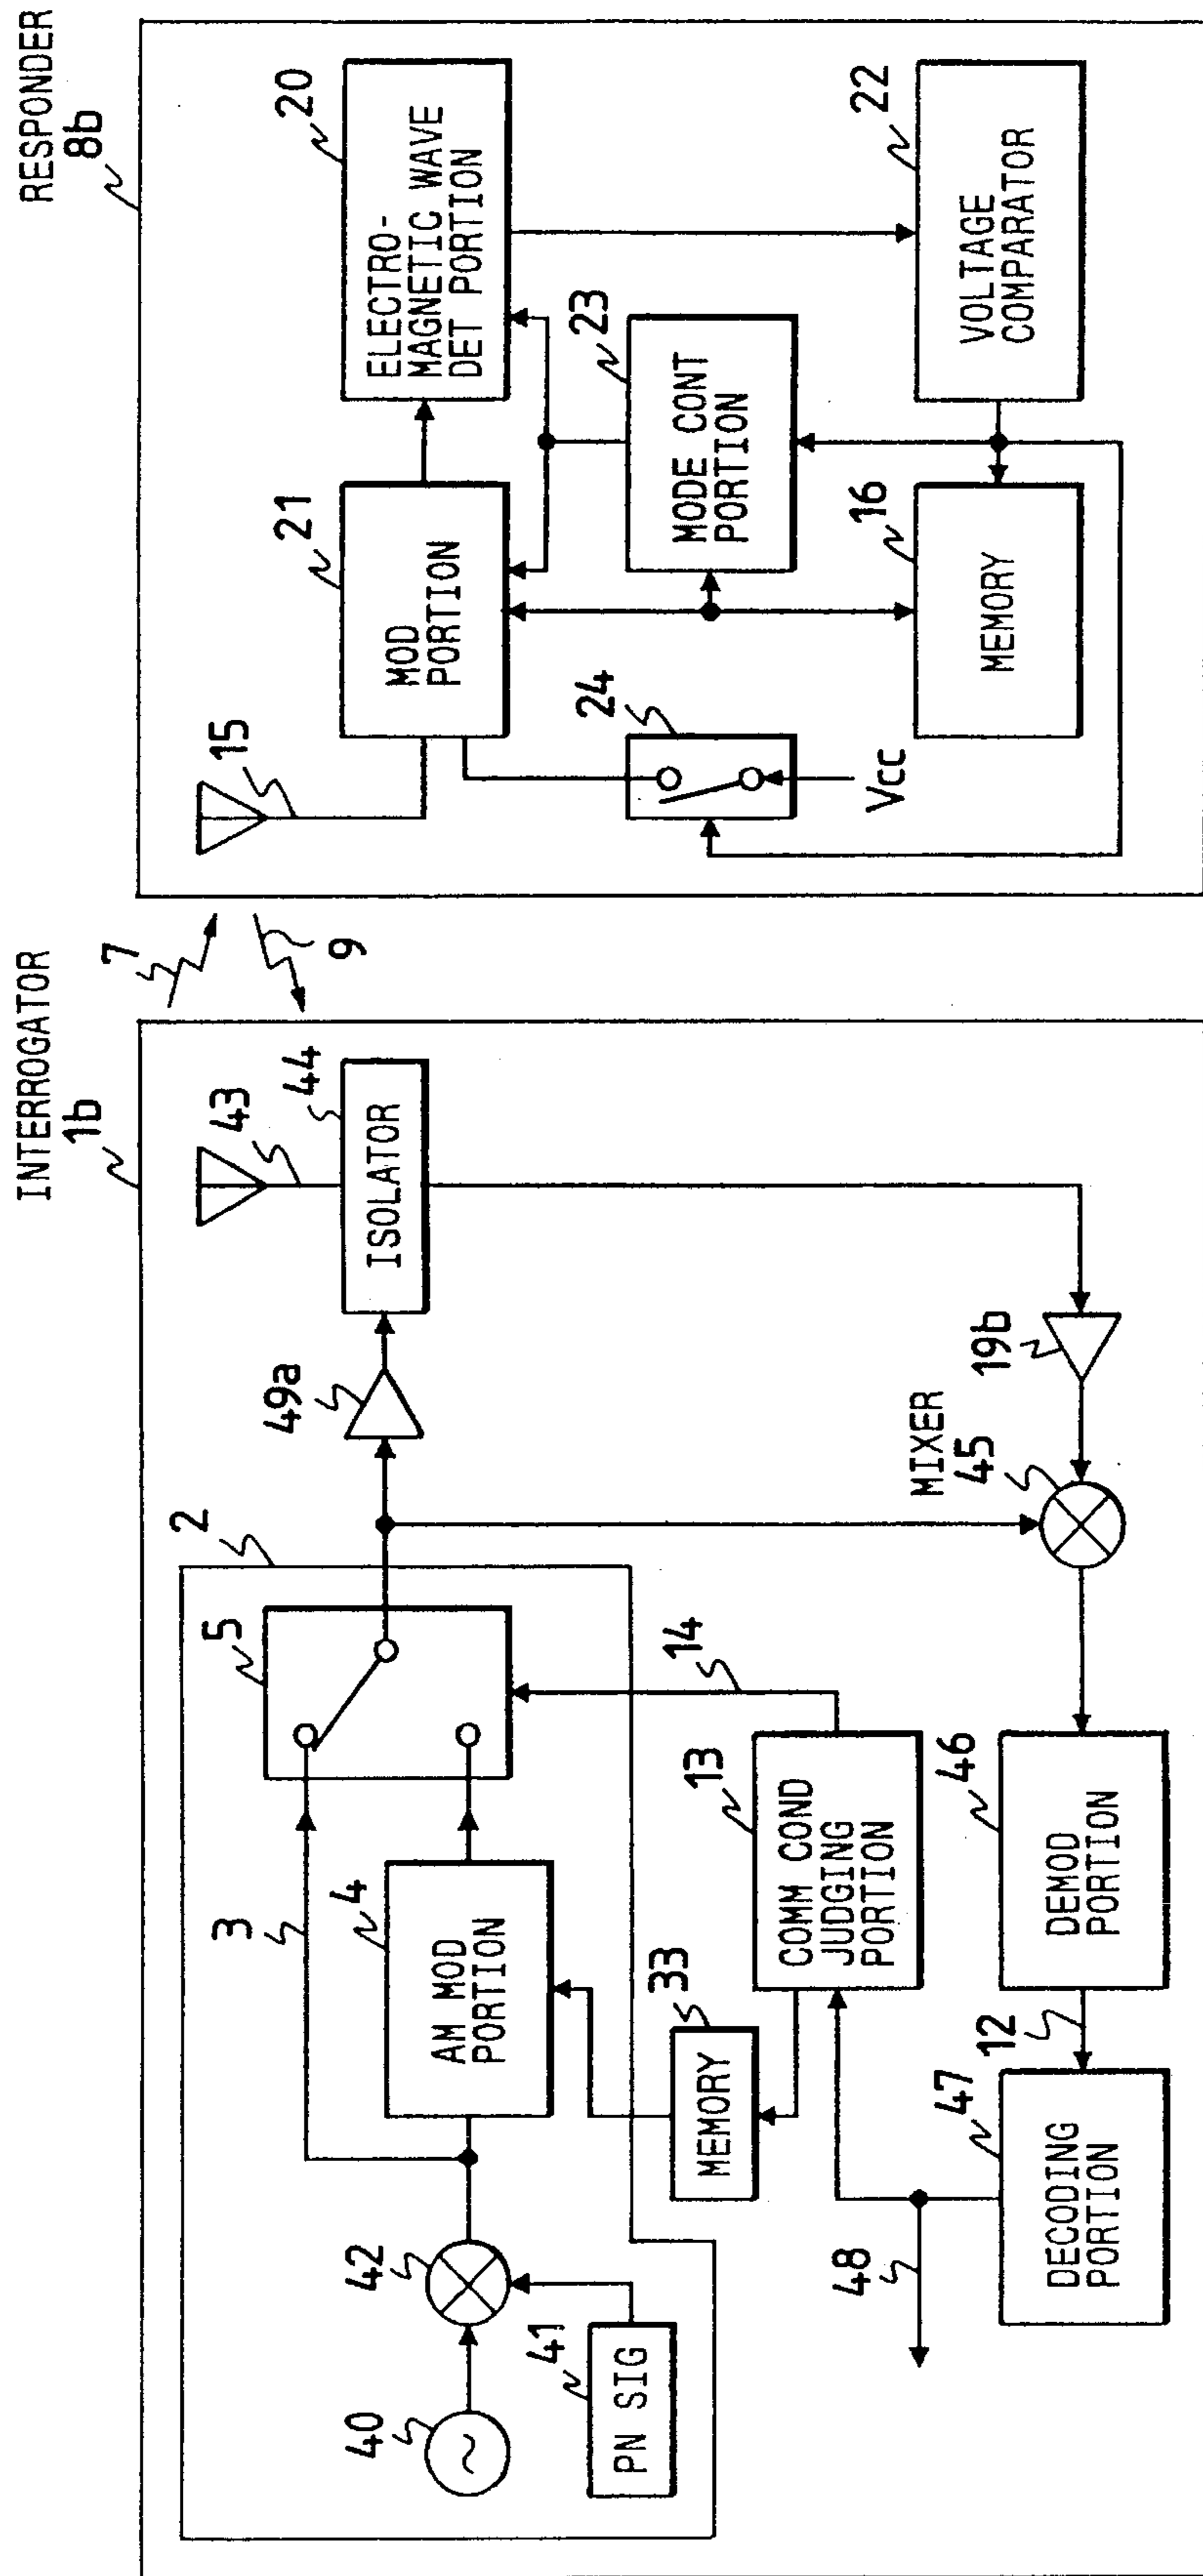 INTERROGATOR
1b
2
3
5
40
42
41
PN SIG
4
AM MOD
PORTION
49a
43
44
ISOLATOR
33
MEMORY
13
COMM COND
JUDGING
PORTION
14
MIXER
45
19b
48
47
DECODING
PORTION
12
46
DEMOD
PORTION
7
9
RESPONDER
8b
15
21
MOD
PORTION
20
ELECTRO-
MAGNETIC WAVE
DET PORTION
24
Vcc
23
MODE CONT
PORTION
16
MEMORY
22
VOLTAGE
COMPARATOR